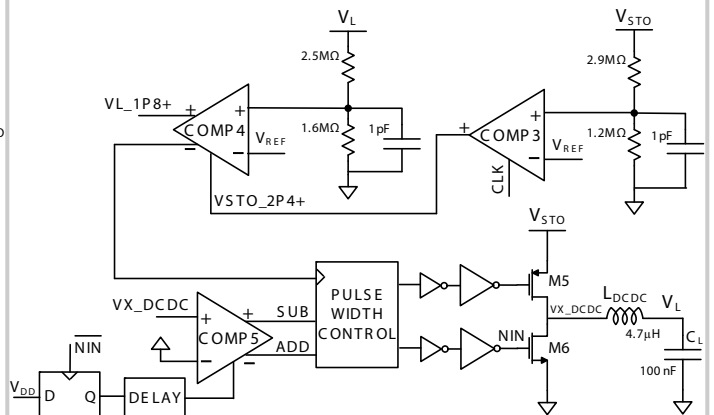 V_L
V_STO
2.5MΩ
2.9MΩ
VL_1P8+
+
+
COMP4
1.6MΩ
1pF
V_REF
−
−
+
+
COMP3
1.2MΩ
1pF
V_REF
−
CLK
VSTO_2P4+
V_STO
PULSE
WIDTH
CONTROL
M5
L_DCDC
V_L
VX_DCDC
+
+
SUB
VX_DCDC
4.7µH
C_L
COMP5
NIN
M6
−
−
ADD
100 nF
NIN
V_DD
D
Q
DELAY